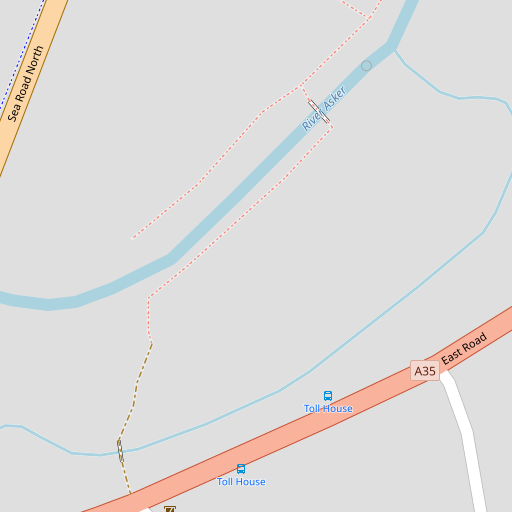 Sea Road North
River Asker
East Road
A35
Toll House
Toll House